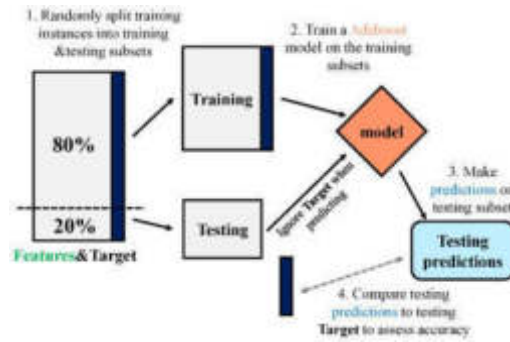 1. Randomly split training
instances into training
&testing subsets
2. Train a
model on the training
subsets
80%
20%
Features&Target
Training
Testing
model
Ignore Target when
predicting
3. Make
predictions on
testing subset
Testing
predictions
4. Compare testing
predictions to testing
Target to assess accuracy